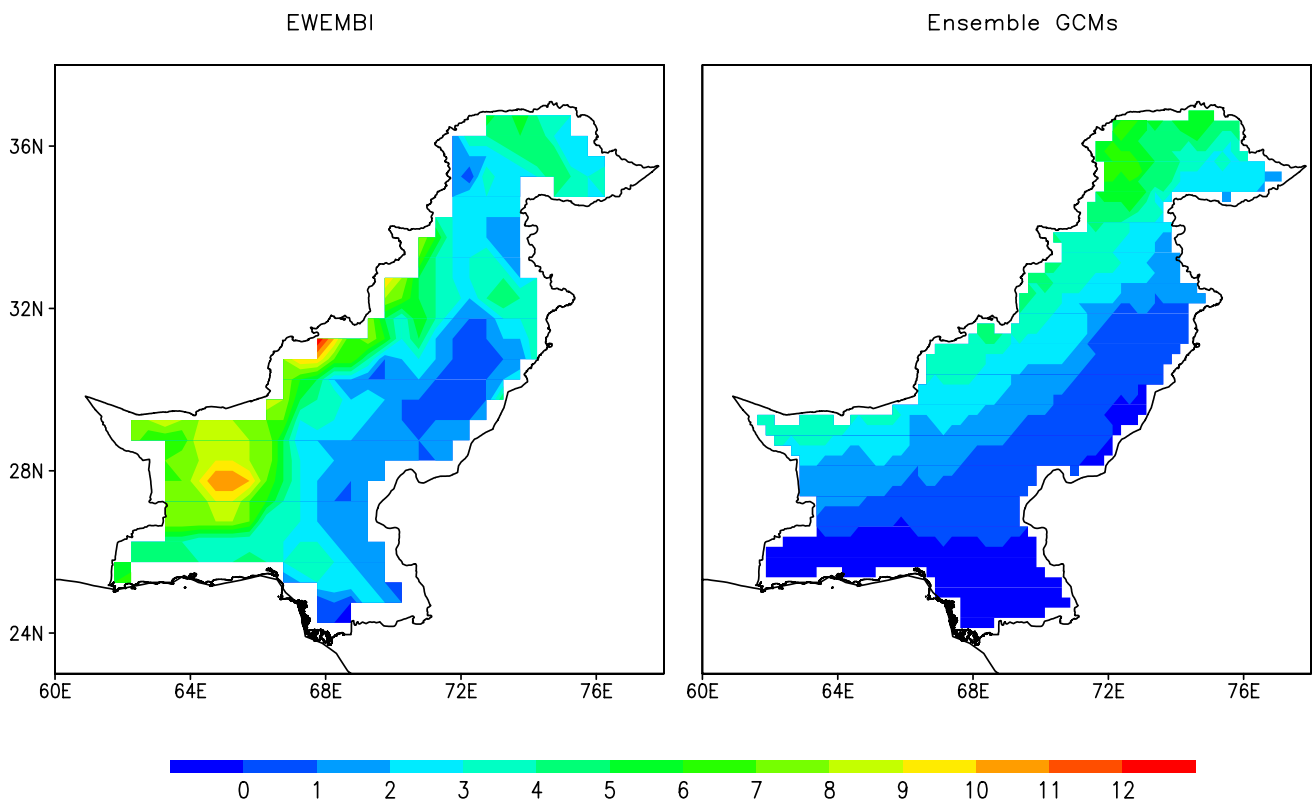 EWEMBI Ensemble GCMs
36N
32N
28N
24N
60E 64E 68E 72E 76E 60E 64E 68E 72E 76E
0 1 2 3 4 5 6 7 8 9 10 11 12